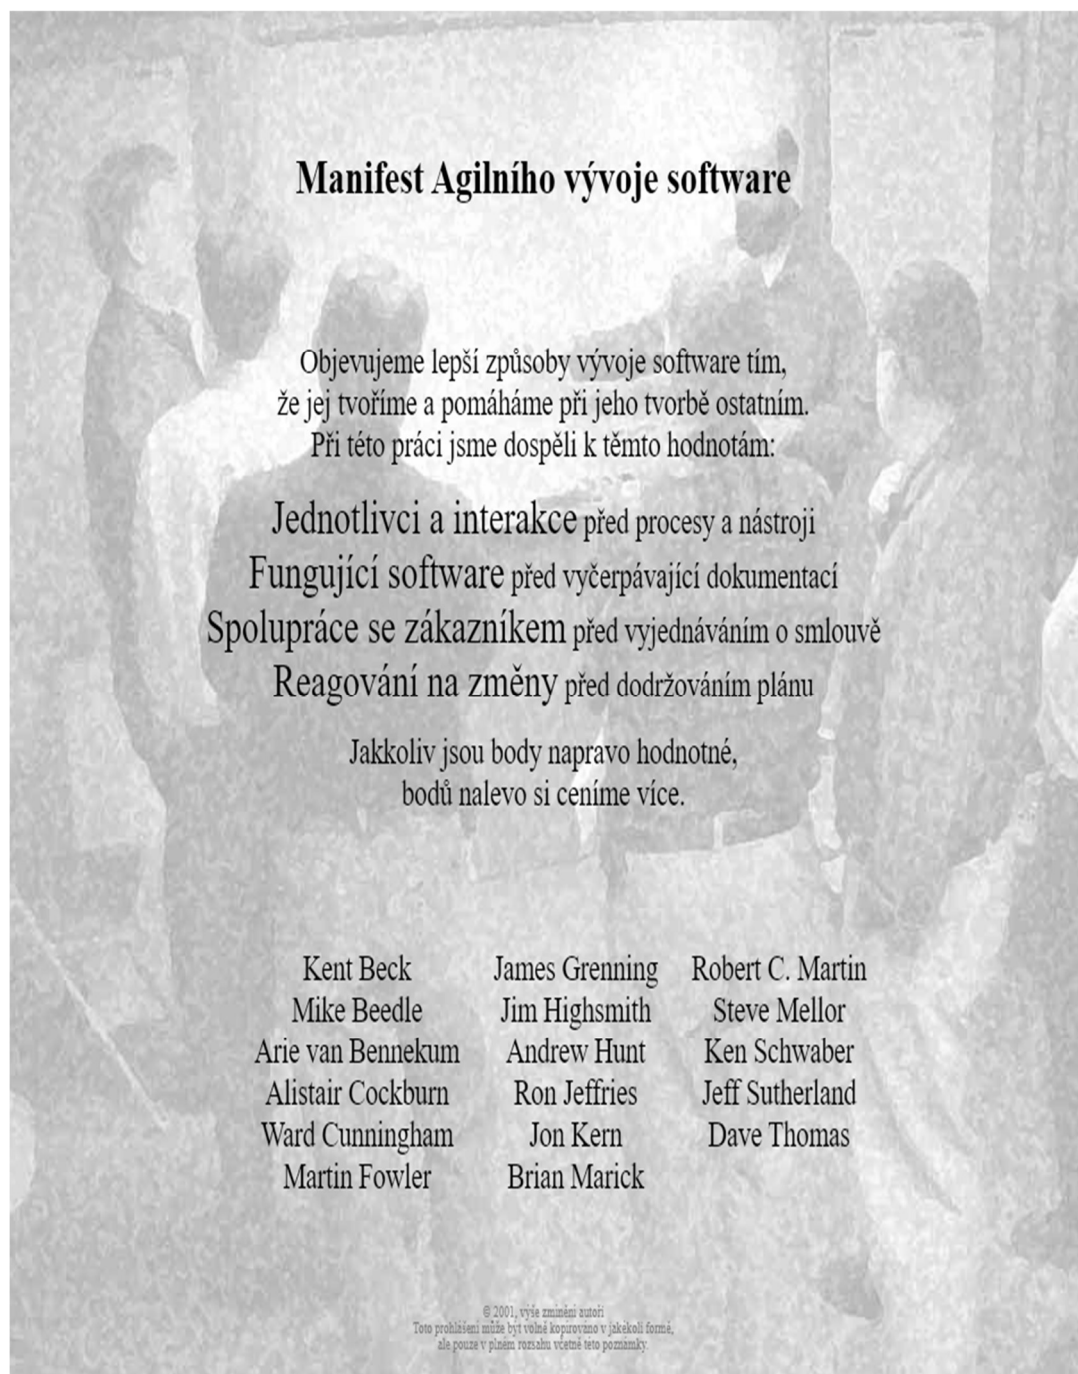 Manifest Agilního vývoje software
Objevujeme lepší způsoby vývoje software tím,
že jej tvoříme a pomáháme při jeho tvorbě ostatním.
Při této práci jsme dospěli k těmto hodnotám:
Jednotlivci a interakce před procesy a nástroji
Fungující software před vyčerpávající dokumentací
Spolupráce se zákazníkem před vyjednáváním o smlouvě
Reagování na změny před dodržováním plánu
Jakkoliv jsou body napravo hodnotné,
bodů nalevo si ceníme více.
Kent Beck
Mike Beedle
Arie van Bennekum
Alistair Cockburn
Ward Cunningham
Martin Fowler
James Grenning
Jim Highsmith
Andrew Hunt
Ron Jeffries
Jon Kern
Brian Marick
Robert C. Martin
Steve Mellor
Ken Schwaber
Jeff Sutherland
Dave Thomas
© 2001, výše zmínění autoři
Toto prohlášení může být volně kopírováno v jakékoli formě,
ale pouze v plném rozsahu včetně této poznámky.